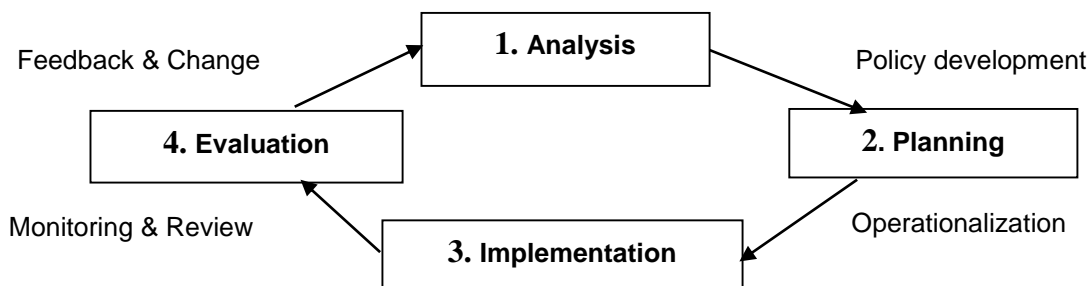 1. Analysis
Feedback & Change
Policy development
4. Evaluation
2. Planning
Monitoring & Review
Operationalization
3. Implementation